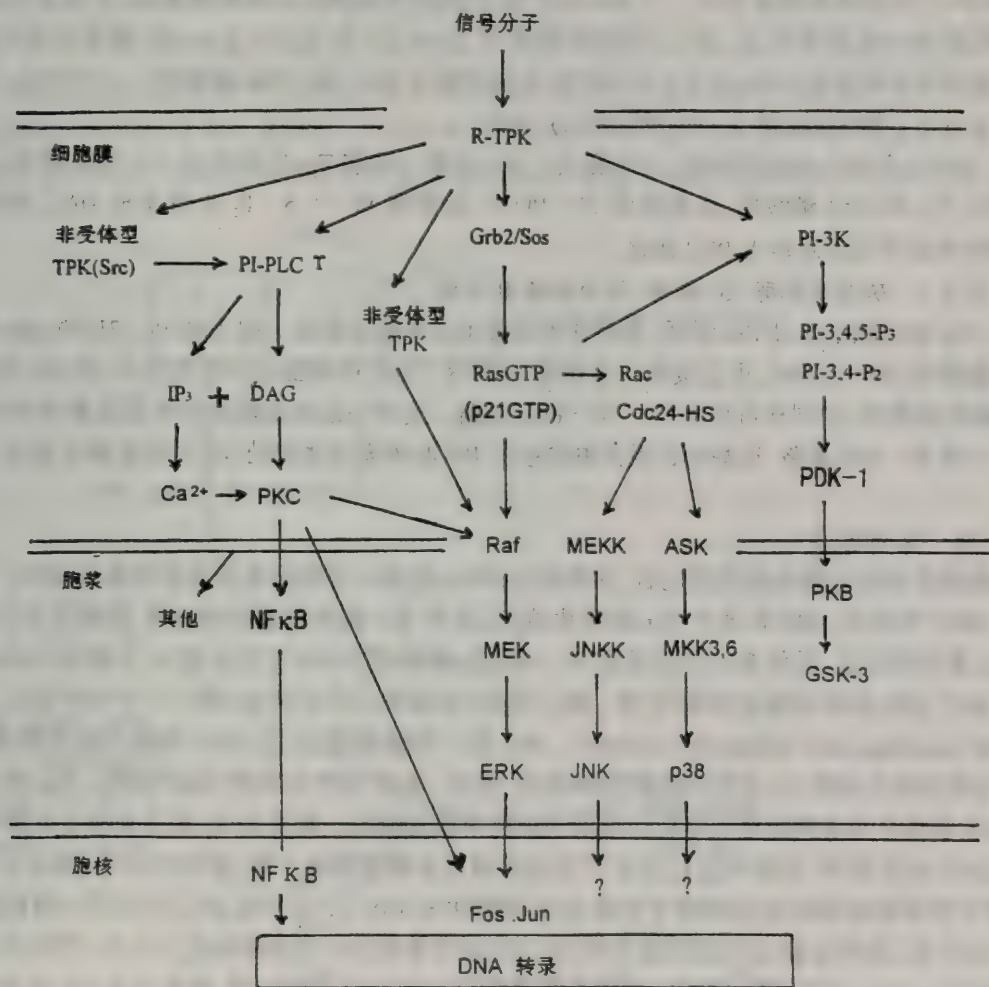 信号分子
R-TPK
细胞膜
非受体型
TPK(Src)
PI-PLC T
Grb2/Sos
PI-3K
非受体型
TPK
PI-3,4,5-P3
PI-3,4-P2
IP3 + DAG
RasGTP
(p21GTP)
Rac
Cdc24-HS
PDK-1
Ca2+
PKC
Raf
MEKK
ASK
胞浆
其他
NFκB
PKB
MEK
JNKK
MKK3,6
GSK-3
ERK
JNK
p38
胞核
NFκB
?
?
Fos .Jun
DNA 转录